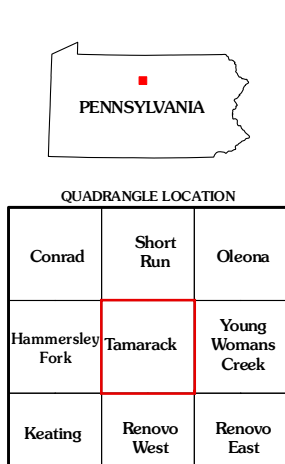 PENNSYLVANIA
QUADRANGLE LOCATION
Conrad
Short
Run
Oleona
Hammersley
Fork
Tamarack
Young
Womans
Creek
Keating
Renovo
West
Renovo
East